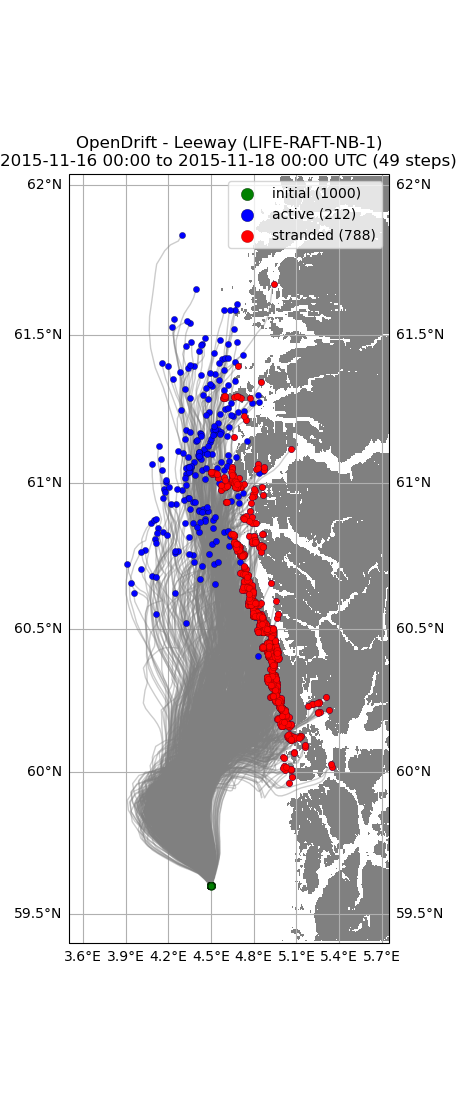 OpenDrift - Leeway (LIFE-RAFT-NB-1)
2015-11-16 00:00 to 2015-11-18 00:00 UTC (49 steps)
initial (1000)
active (212)
stranded (788)
62°N 62°N
61.5°N 61.5°N
61°N 61°N
60.5°N 60.5°N
60°N 60°N
59.5°N 59.5°N
3.6°E 3.9°E 4.2°E 4.5°E 4.8°E 5.1°E 5.4°E 5.7°E